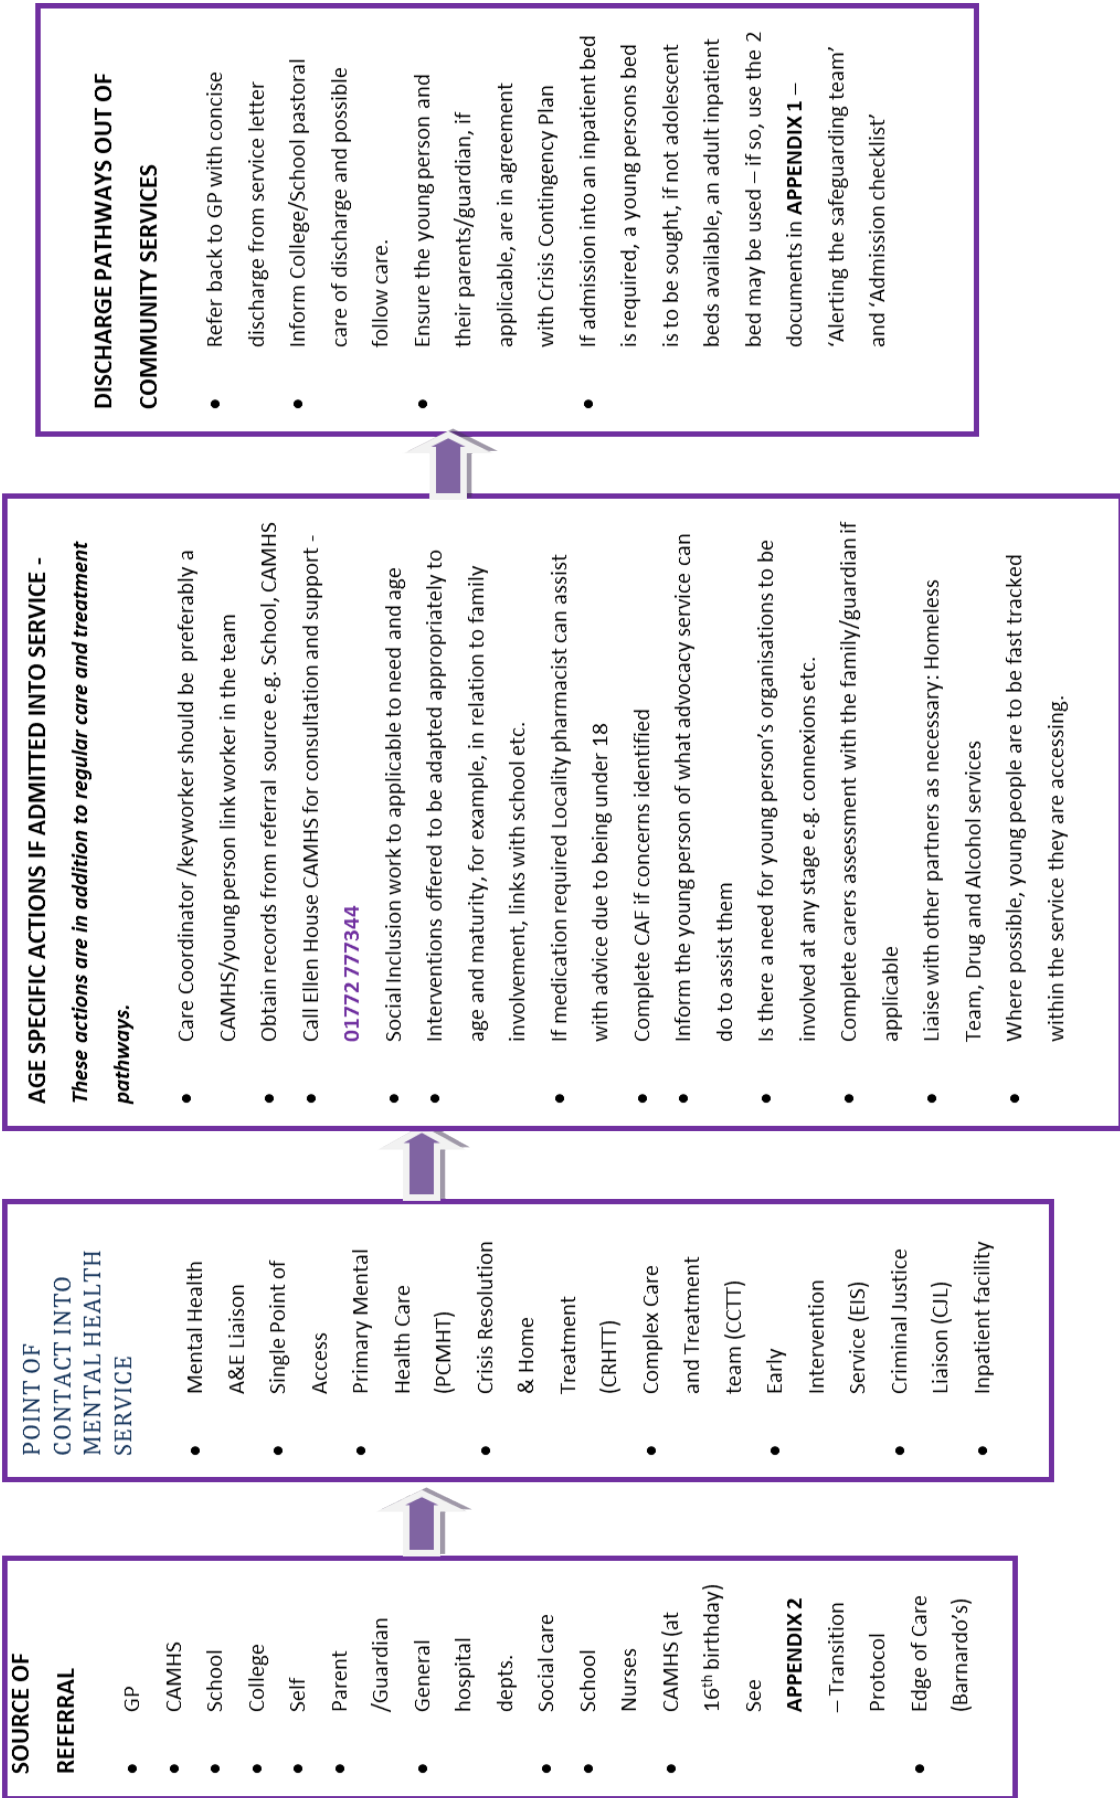 SOURCE OF
REFERRAL
• GP
• CAMHS
• School
• College
• Self
• Parent
/Guardian
• General
hospital
depts.
• Social care
• School
Nurses
• CAMHS (at
16th birthday)
See
APPENDIX 2
– Transition
Protocol
• Edge of Care
(Barnardo’s)
POINT OF
CONTACT INTO
MENTAL HEALTH
SERVICE
• Mental Health
A&E Liaison
• Single Point of
Access
• Primary Mental
Health Care
(PCMHT)
• Crisis Resolution
& Home
Treatment
(CRHTT)
• Complex Care
and Treatment
team (CCTT)
• Early
Intervention
Service (EIS)
• Criminal Justice
Liaison (CJL)
• Inpatient facility
AGE SPECIFIC ACTIONS IF ADMITTED INTO SERVICE -
These actions are in addition to regular care and treatment
pathways.
• Care Coordinator /keyworker should be preferably a
CAMHS/young person link worker in the team
• Obtain records from referral source e.g. School, CAMHS
• Call Ellen House CAMHS for consultation and support -
01772 777344
• Social Inclusion work to applicable to need and age
• Interventions offered to be adapted appropriately to
age and maturity, for example, in relation to family
involvement, links with school etc.
• If medication required Locality pharmacist can assist
with advice due to being under 18
• Complete CAF if concerns identified
• Inform the young person of what advocacy service can
do to assist them
• Is there a need for young person’s organisations to be
involved at any stage e.g. connexions etc.
• Complete carers assessment with the family/guardian if
applicable
• Liaise with other partners as necessary: Homeless
Team, Drug and Alcohol services
• Where possible, young people are to be fast tracked
within the service they are accessing.
DISCHARGE PATHWAYS OUT OF
COMMUNITY SERVICES
• Refer back to GP with concise
discharge from service letter
• Inform College/School pastoral
care of discharge and possible
follow care.
• Ensure the young person and
their parents/guardian, if
applicable, are in agreement
with Crisis Contingency Plan
• If admission into an inpatient bed
is required, a young persons bed
is to be sought, if not adolescent
beds available, an adult inpatient
bed may be used – if so, use the 2
documents in APPENDIX 1 –
‘Alerting the safeguarding team’
and ‘Admission checklist’